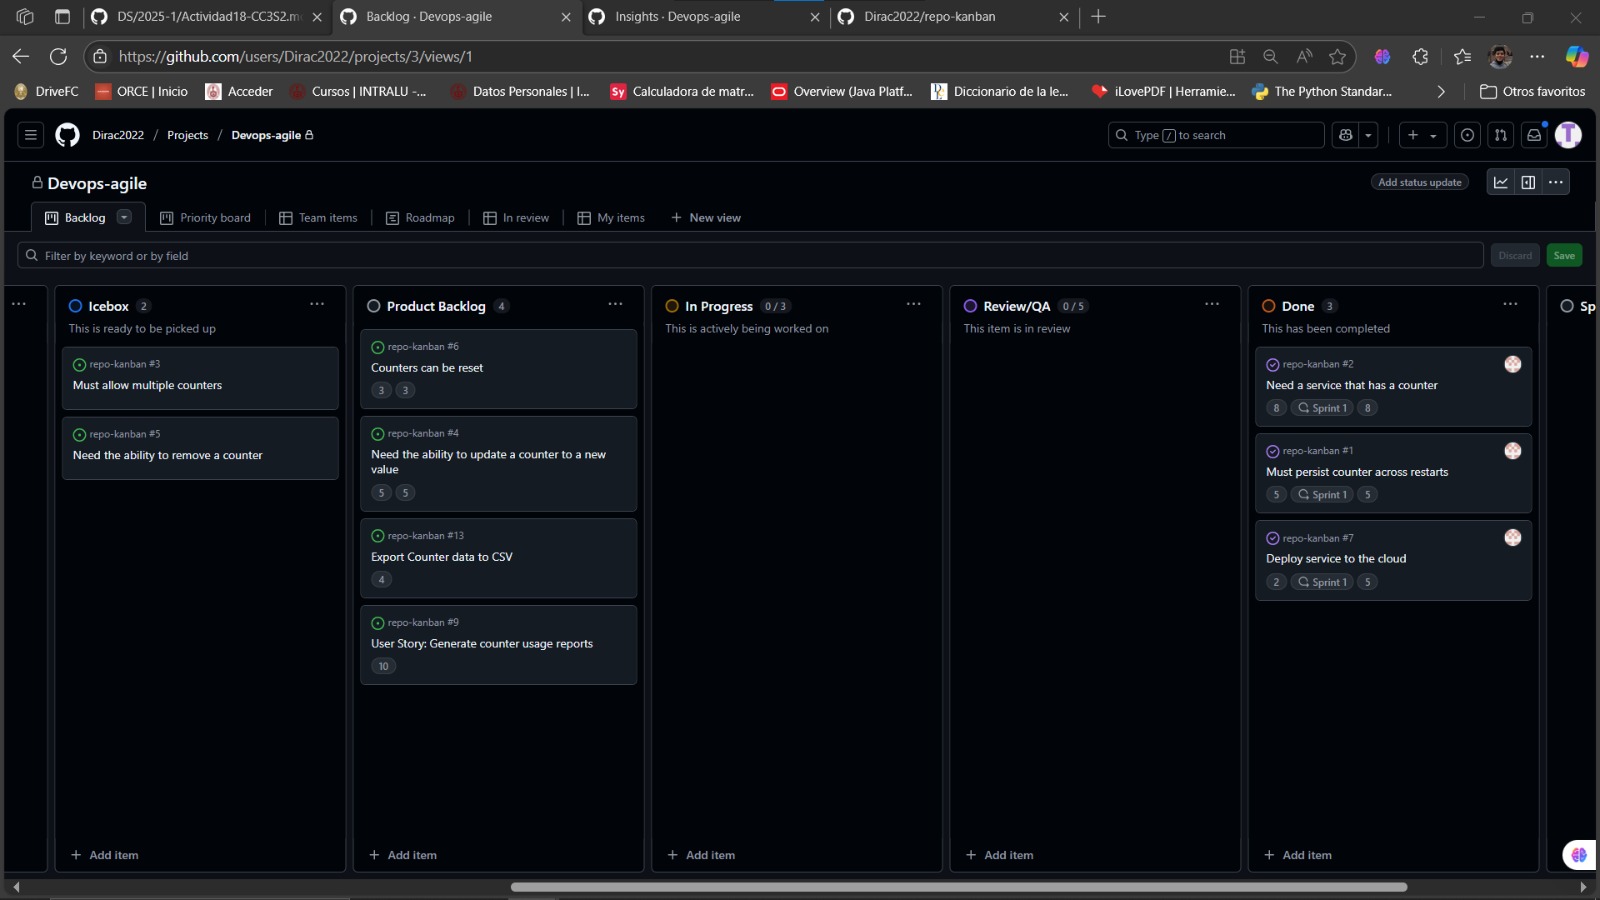 DS/2025-1/Actividad18-CC3S2.m
Backlog · Devops-agile
Insights · Devops-agile
Dirac2022/repo-kanban
https://github.com/users/Dirac2022/projects/3/views/1
DriveFC
ORCE | Inicio
Acceder
Cursos | INTRALU -...
Datos Personales | I...
Sy
Calculadora de matr...
Overview (Java Platf...
Diccionario de la le...
iLovePDF | Herramie...
The Python Standar...
Otros favoritos
Dirac2022 / Projects / Devops-agile
Type / to search
Devops-agile
Add status update
Backlog
Priority board
Team items
Roadmap
In review
My items
New view
Filter by keyword or by field
Discard
Save
Icebox 2
This is ready to be picked up
repo-kanban #3
Must allow multiple counters
repo-kanban #5
Need the ability to remove a counter
Add item
Product Backlog 4
repo-kanban #6
Counters can be reset
3 3
repo-kanban #4
Need the ability to update a counter to a new
value
5 5
repo-kanban #13
Export Counter data to CSV
4
repo-kanban #9
User Story: Generate counter usage reports
10
Add item
In Progress 0 / 3
This is actively being worked on
Add item
Review/QA 0 / 5
This item is in review
Add item
Done 3
This has been completed
repo-kanban #2
Need a service that has a counter
8 Sprint 1 8
repo-kanban #1
Must persist counter across restarts
5 Sprint 1 5
repo-kanban #7
Deploy service to the cloud
2 Sprint 1 5
Add item
Sp